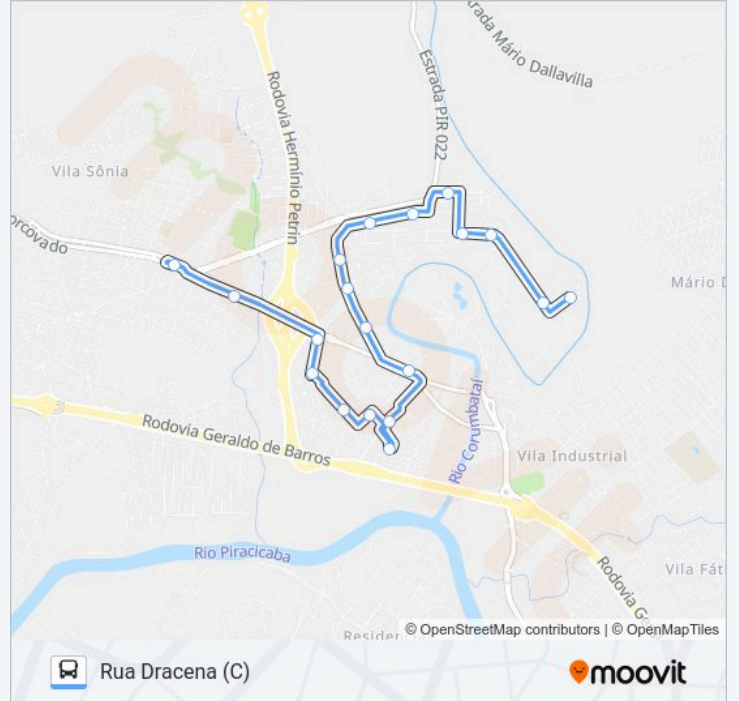 rada Mário Dallavilla
Estrada PIR 022
Rodovia Hermínio Petrin
Vila Sônia
orcovado
Mário D
Rio Corumbataí
Rodovia Geraldo de Barros
Vila Industrial
Rio Piracicaba
Rodovia G
Vila Fát
© OpenStreetMap contributors | © OpenMapTiles
Residen
Rua Dracena (C)
moovit